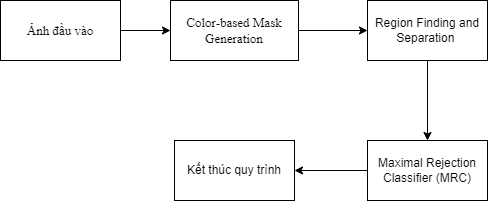 Ảnh đầu vào
Color-based Mask
Generation
Region Finding and
Separation
Maximal Rejection
Classifier (MRC)
Kết thúc quy trình